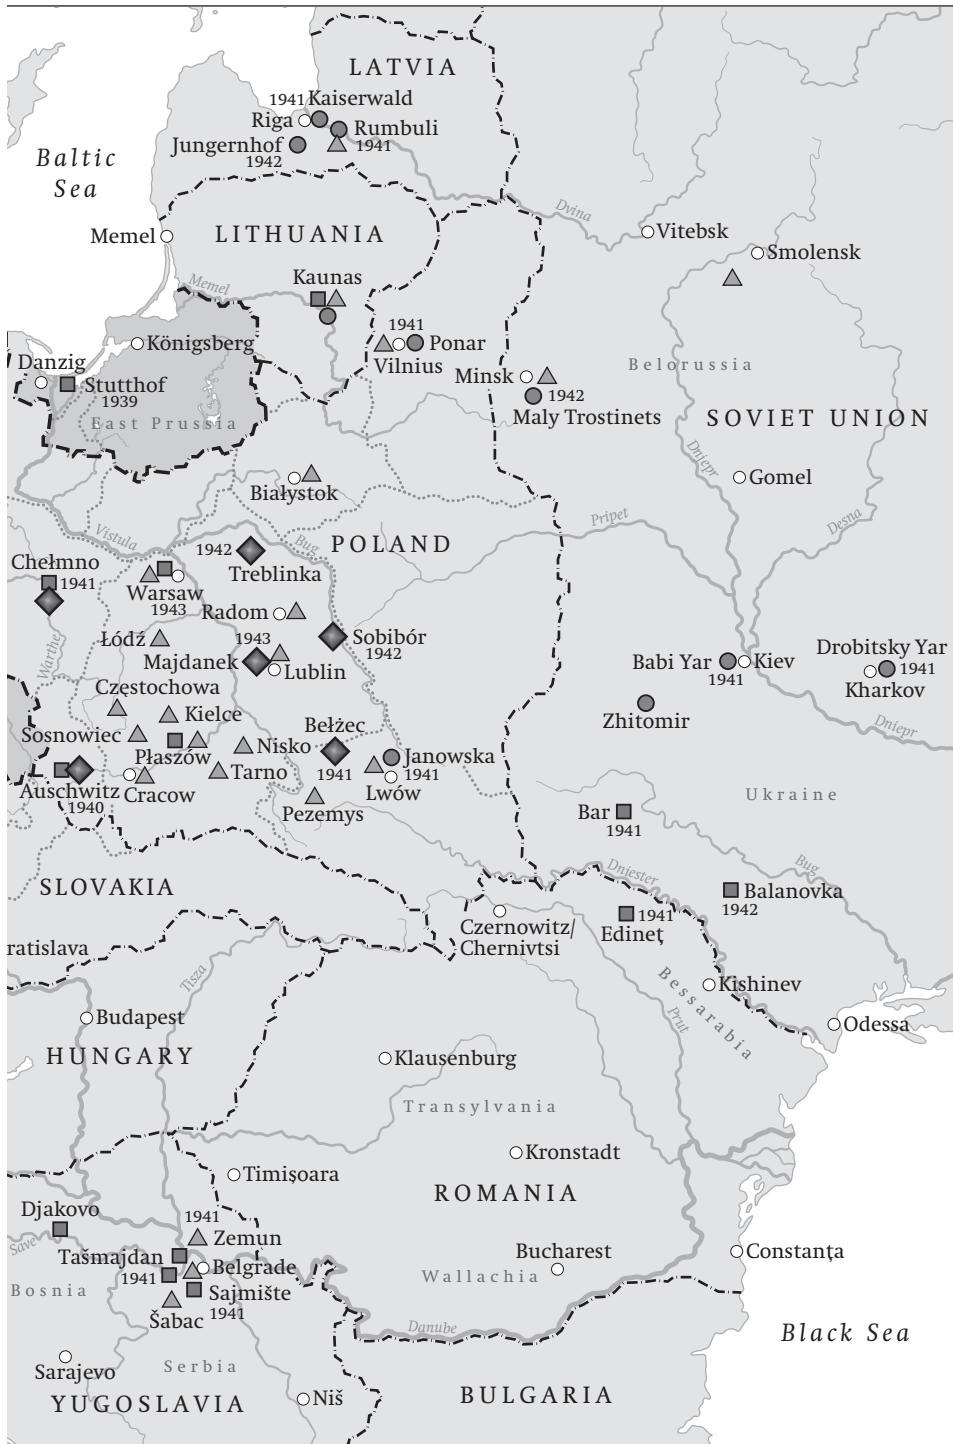 LATVIA
1941 Kaiserwald
Riga
Rumbuli
Jungernhof
1941
1942
Baltic
Sea
Dvina
Memel
LITHUANIA
Vitebsk
Smolensk
Kaunas
Memel
1941
Königsberg
Ponar
Vilnius
Danzig
Stutthof
1939
Minsk
1942
Maly Trostinets
Belorussia
East Prussia
SOVIET UNION
Dniepr
Gomel
Białystok
Pripet
Desna
Vistula
1942
Bug
POLAND
Treblinka
Chełmno
1941
Warsaw
1943
Radom
Łódź
1943
Sobibór
1942
Warthe
Majdanek
Lublin
Babi Yar
Kiev
1941
Drobitsky Yar
1941
Kharkov
Częstochowa
Kielce
Zhitomir
Dniepr
Sosnowiec
Płaszów
Nisko
Bełżec
1941
Janowska
1941
Lwów
Auschwitz
1940
Cracow
Tarno
Pezemys
Ukraine
Bar
1941
Bug
SLOVAKIA
Dniester
Balanovka
1942
1941
Edineț
Czernowitz/
Chernivtsi
ratislava
Tisza
Bessarabia
Kishinev
Prut
Budapest
Odessa
HUNGARY
Klausenburg
Transylvania
Kronstadt
Timișoara
ROMANIA
Djakovo
1941
Zemun
Save
Tašmajdan
Belgrade
1941
Bucharest
Constanța
Bosnia
Sajmište
1941
Wallachia
Šabac
Danube
Black Sea
Sarajevo
Serbia
YUGOSLAVIA
Niš
BULGARIA